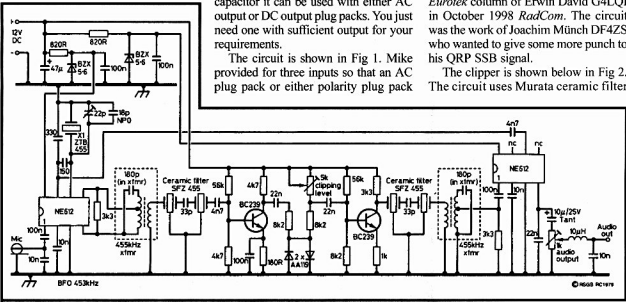 capacitor it can be used with either AC
output or DC output plug packs. You just
need one with sufficient output for your
requirements.
The circuit is shown in Fig 1. Mike
provided for three inputs so that an AC
plug pack or either polarity plug pack
Eurotek column of Erwin David G4LQI
in October 1998 RadCom. The circuit
was the work of Joachim Münch DF4ZS
who wanted to give some more punch to
his QRP SSB signal.
The clipper is shown below in Fig 2.
The circuit uses Murata ceramic filter
12V
DC
820R
820R
47µ
BZX
5-6
100n
BZX
5-6
100n
330
22p
18p
NPO
X1
ZTB
455
150
NE612
1
Mic
10n
10n
100n
3k3
180p
(in xfmr)
455kHz
xfmr
Ceramic filter
SFZ 455
33p
4n7
56k
4k7
4k7
BC239
22n
100n
180R
8k2
2 x
AA119
5k
clipping
level
8k2
22n
56k
8k2
3k3
BC239
1k
Ceramic filter
SFZ 455
33p
180p
(in xfmr)
455kHz
xfmr
3k3
4n7
nc
nc
NE612
1
100n
10n
22n
10µ/25V
Tant
1k
audio
output
10µH
Audio
out
10n
BFO 453kHz
©RSGB RC1979